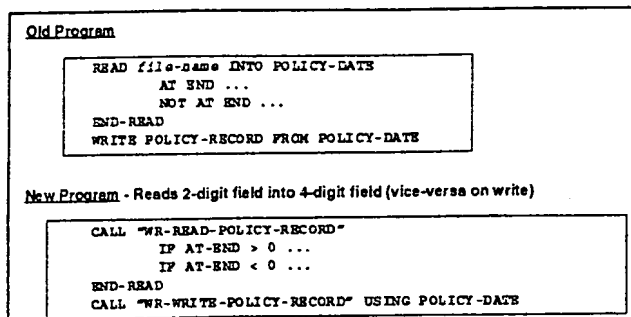 Old Program
READ file-name INTO POLICY-DATE
AT END ...
NOT AT END ...
END-READ
WRITE POLICY-RECORD FROM POLICY-DATE
New Program - Reads 2-digit field into 4-digit field (vice-versa on write)
CALL "WR-READ-POLICY-RECORD"
IF AT-END > 0 ...
IF AT-END < 0 ...
END-READ
CALL "WR-WRITE-POLICY-RECORD" USING POLICY-DATE